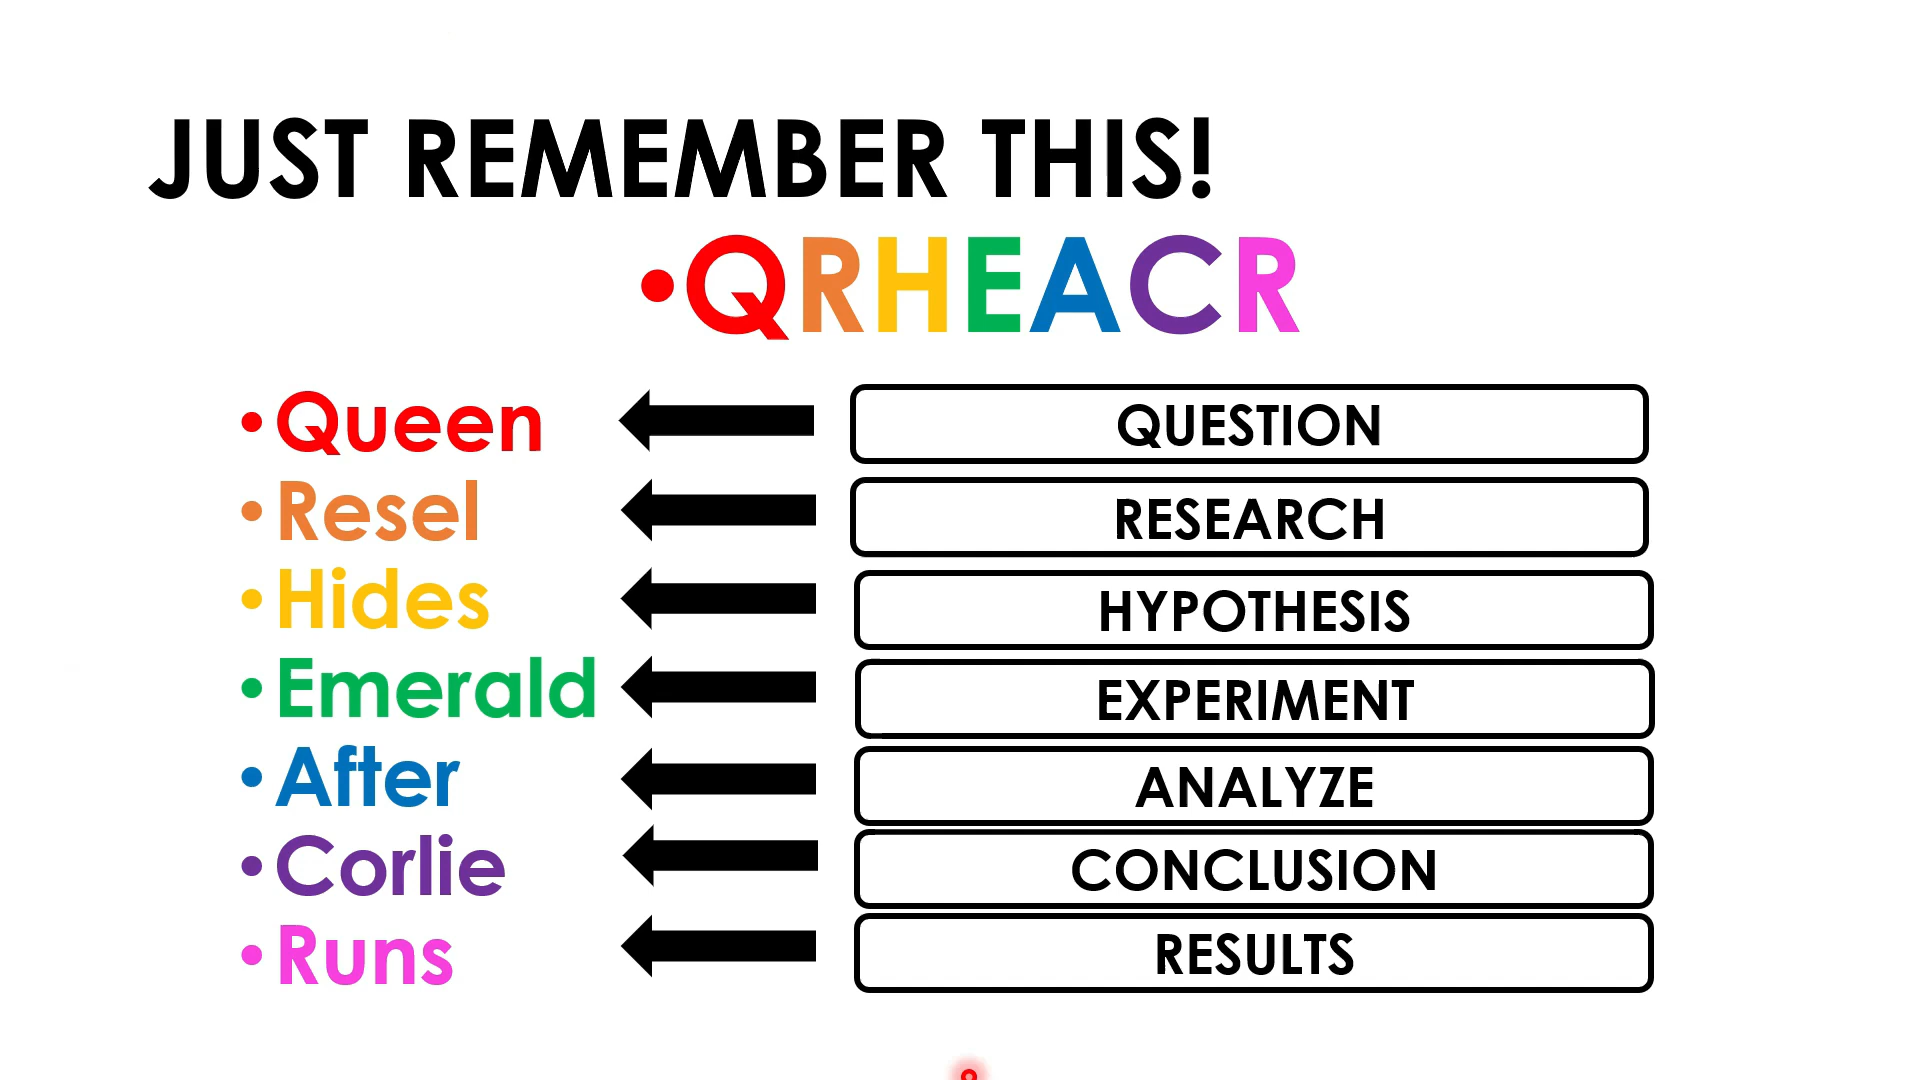 JUST REMEMBER THIS!
•QRHEACR
•Queen
QUESTION
•Resel
RESEARCH
•Hides
HYPOTHESIS
•Emerald
EXPERIMENT
•After
ANALYZE
•Corlie
CONCLUSION
•Runs
RESULTS